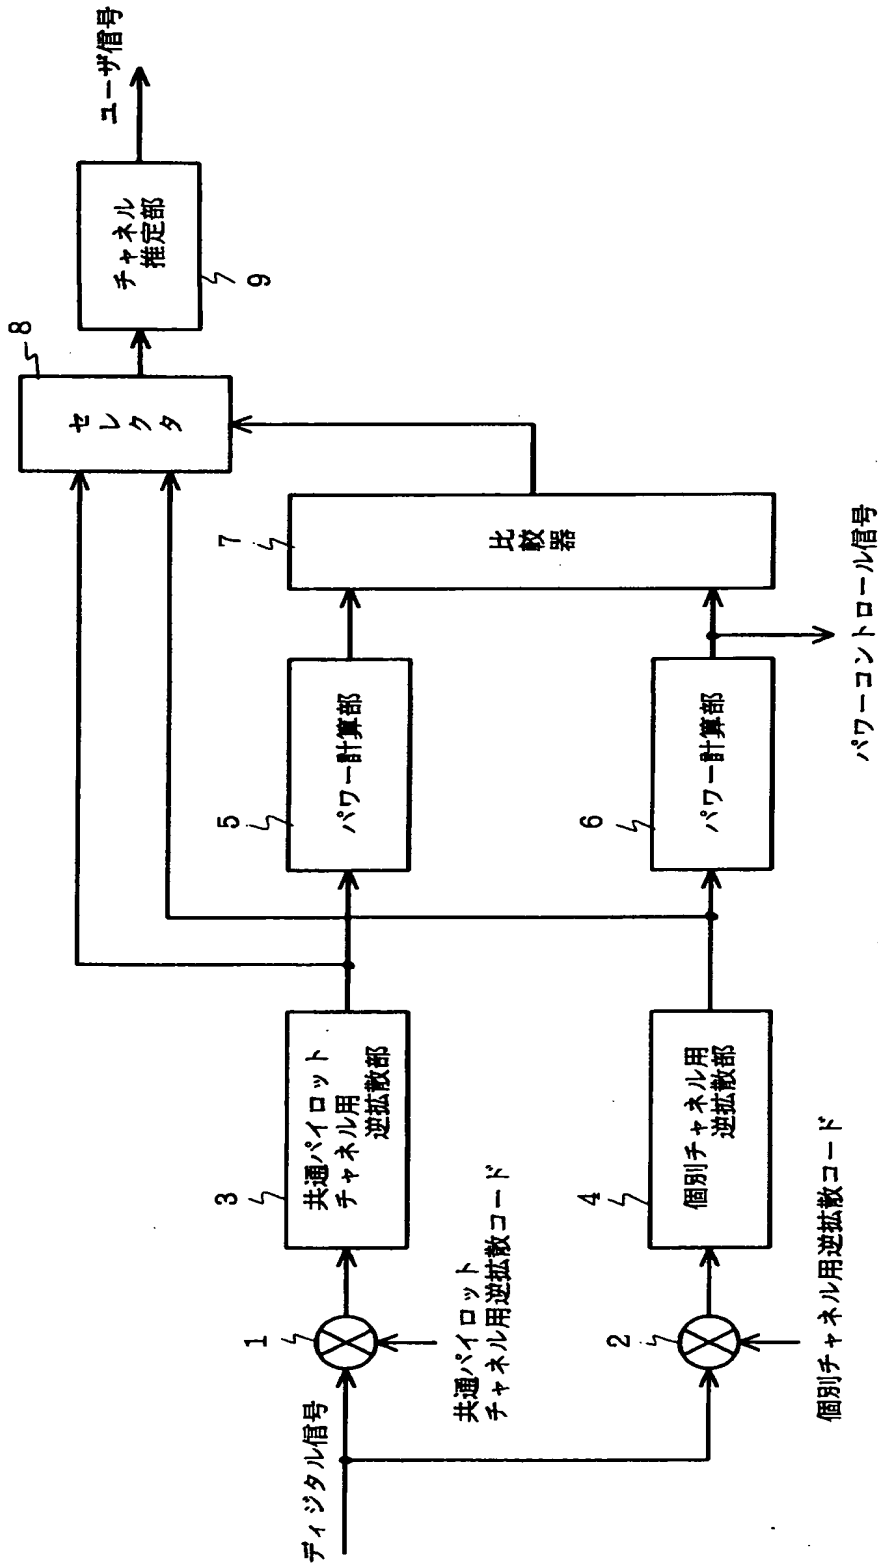 ディジタル信号
1
共通パイロット
チャネル用逆拡散コード
2
個別チャネル用逆拡散コード
3
共通パイロット
チャネル用
逆拡散部
4
個別チャネル用
逆拡散部
5
パワー計算部
6
パワー計算部
パワーコントロール信号
7
比較器
8
セレクタ
チャネル
推定部
9
ユーザ信号